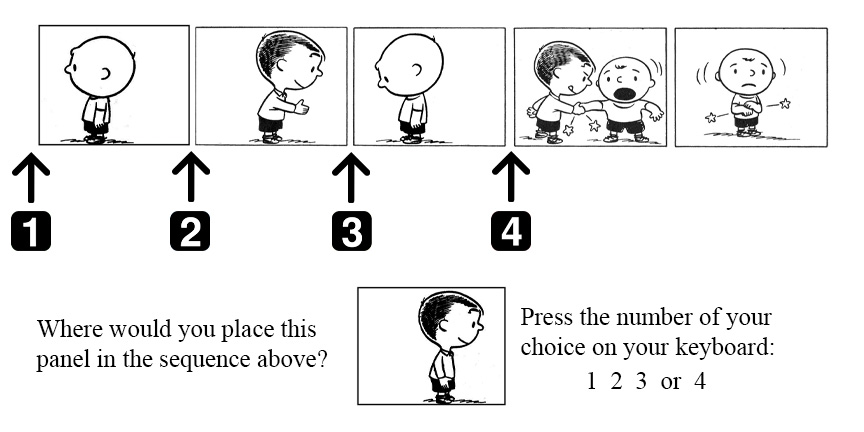 1 2 3 4
Where would you place this
panel in the sequence above?
Press the number of your
choice on your keyboard:
1 2 3 or 4